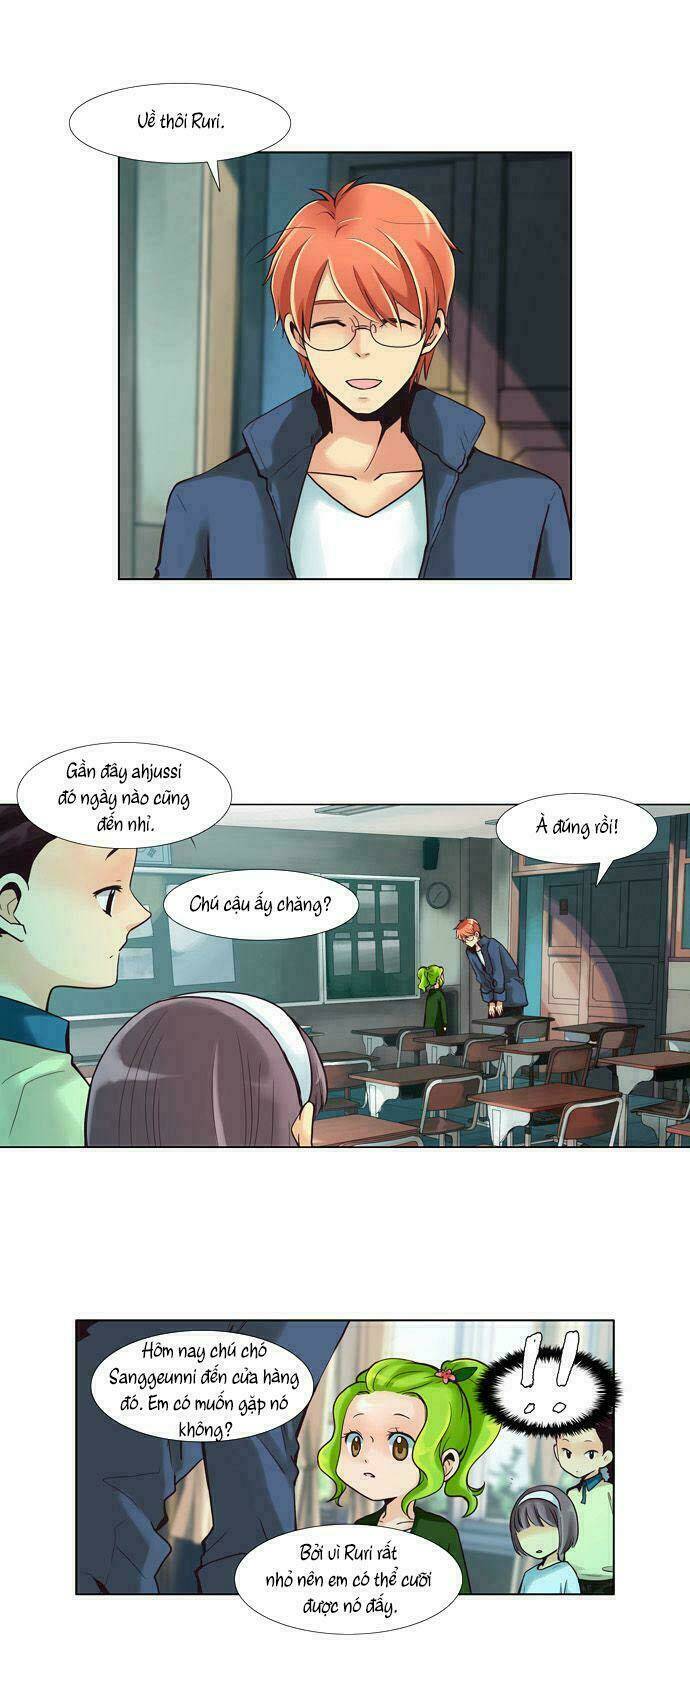 Về thôi Ruri.
Gần đây ahjussi
đó ngày nào cũng
đến nhỉ.
À đúng rồi!
Chú cậu ấy chăng?
Hôm nay chú chó
Sanggeunni đến cửa hàng
đó. Em có muốn gặp nó
không?
!!
Bởi vì Ruri rất
nhỏ nên em có thể cưỡi
được nó đấy.